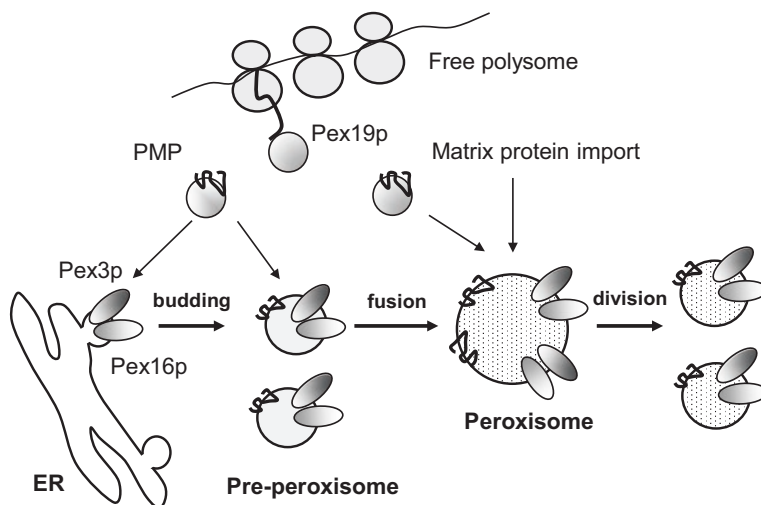 Free polysome
Pex19p
PMP
Matrix protein import
Pex3p
budding
fusion
division
Pex16p
Peroxisome
ER
Pre-peroxisome